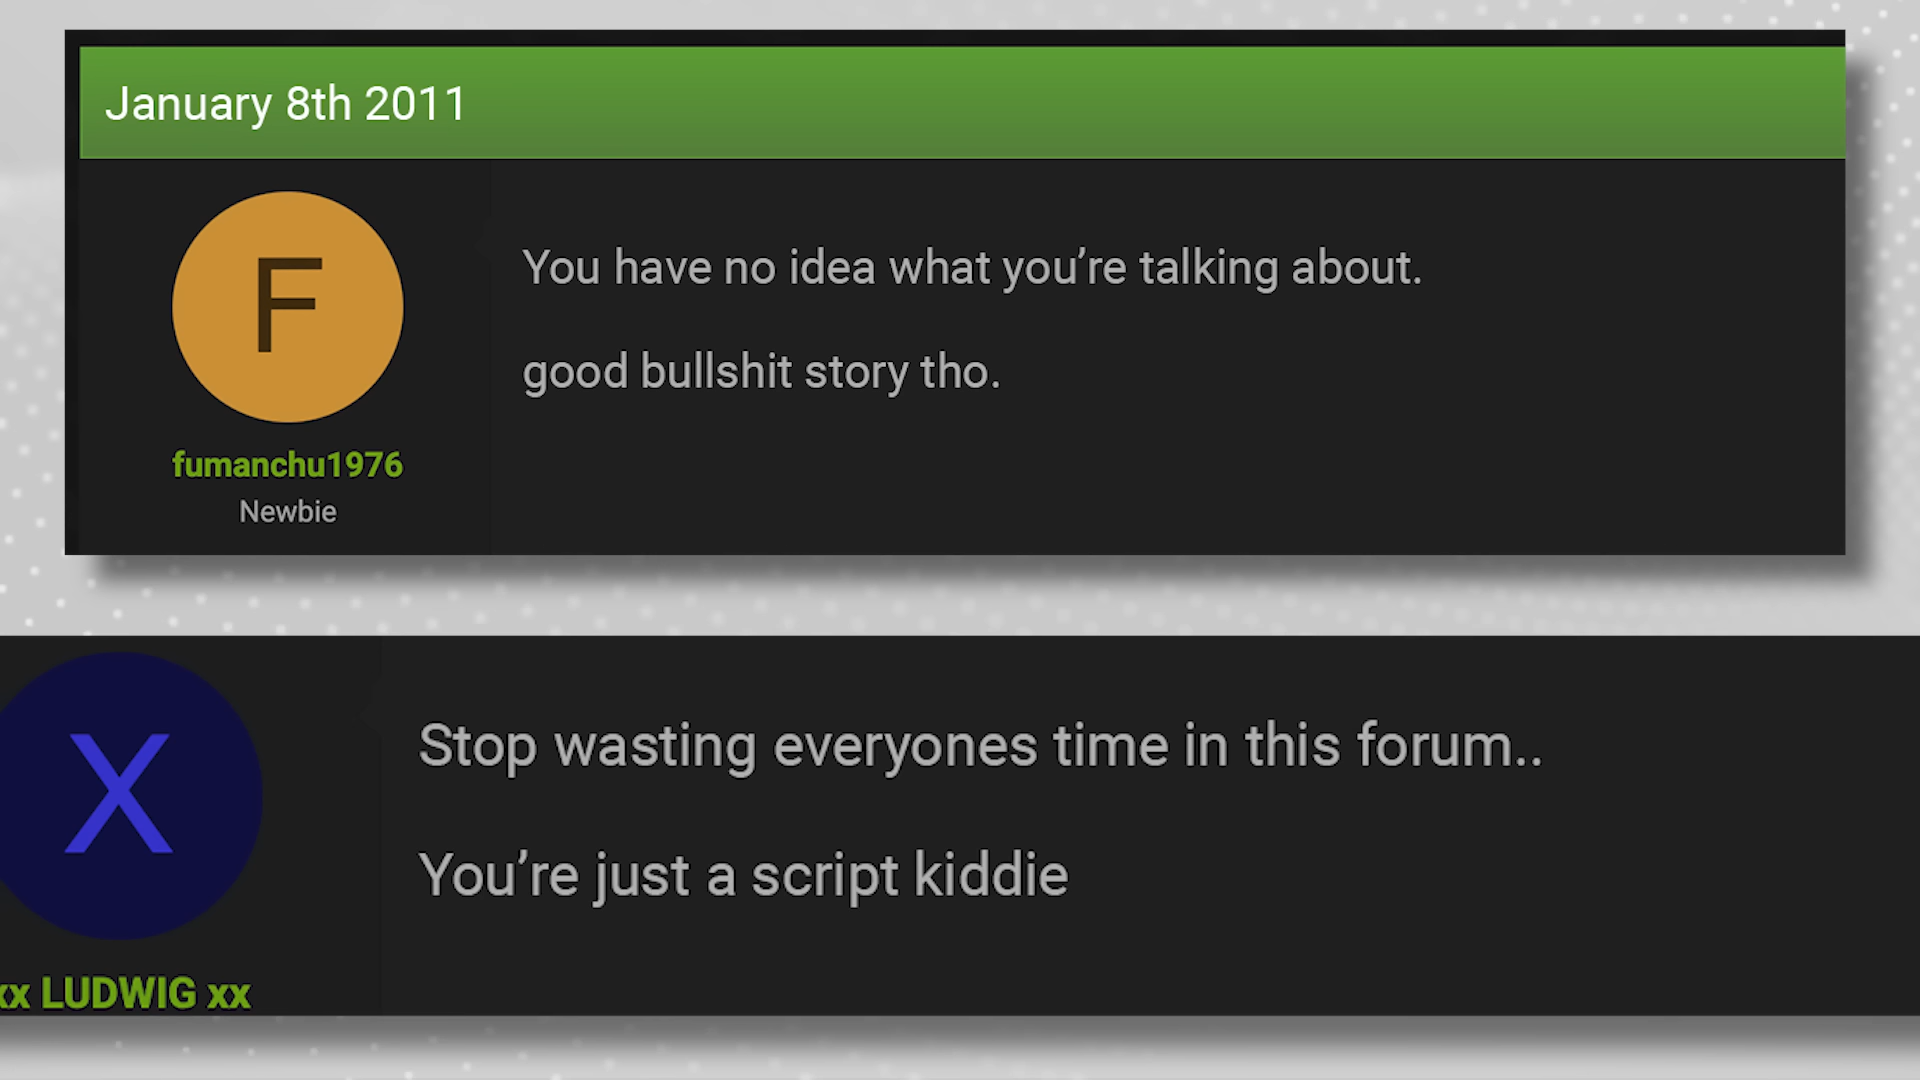 January 8th 2011
F
You have no idea what you’re talking about.
good bullshit story tho.
fumanchu1976
Newbie
X
Stop wasting everyones time in this forum..
You’re just a script kiddie
xx LUDWIG xx